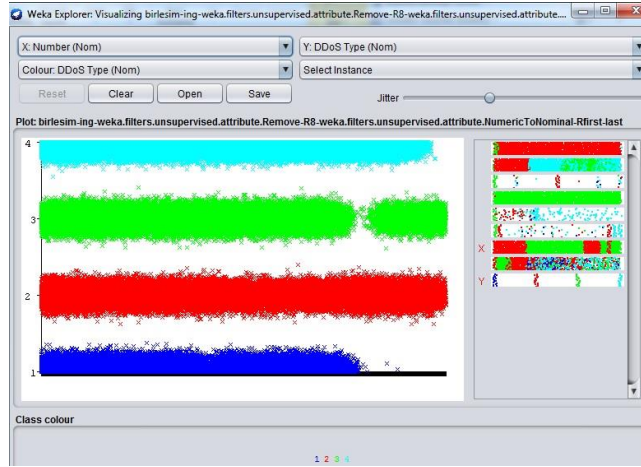 Weka Explorer: Visualizing birlesim-ing-weka.filters.unsupervised.attribute.Remove-R8-weka.filters.unsupervised.attribute....
X: Number (Nom)
Y: DDoS Type (Nom)
Colour: DDoS Type (Nom)
Select Instance
Reset
Clear
Open
Save
Jitter
Plot: birlesim-ing-weka.filters.unsupervised.attribute.Remove-R8-weka.filters.unsupervised.attribute.NumericToNominal-Rfirst-last
4
3
2
1
X
Y
Class colour
1 2 3 4